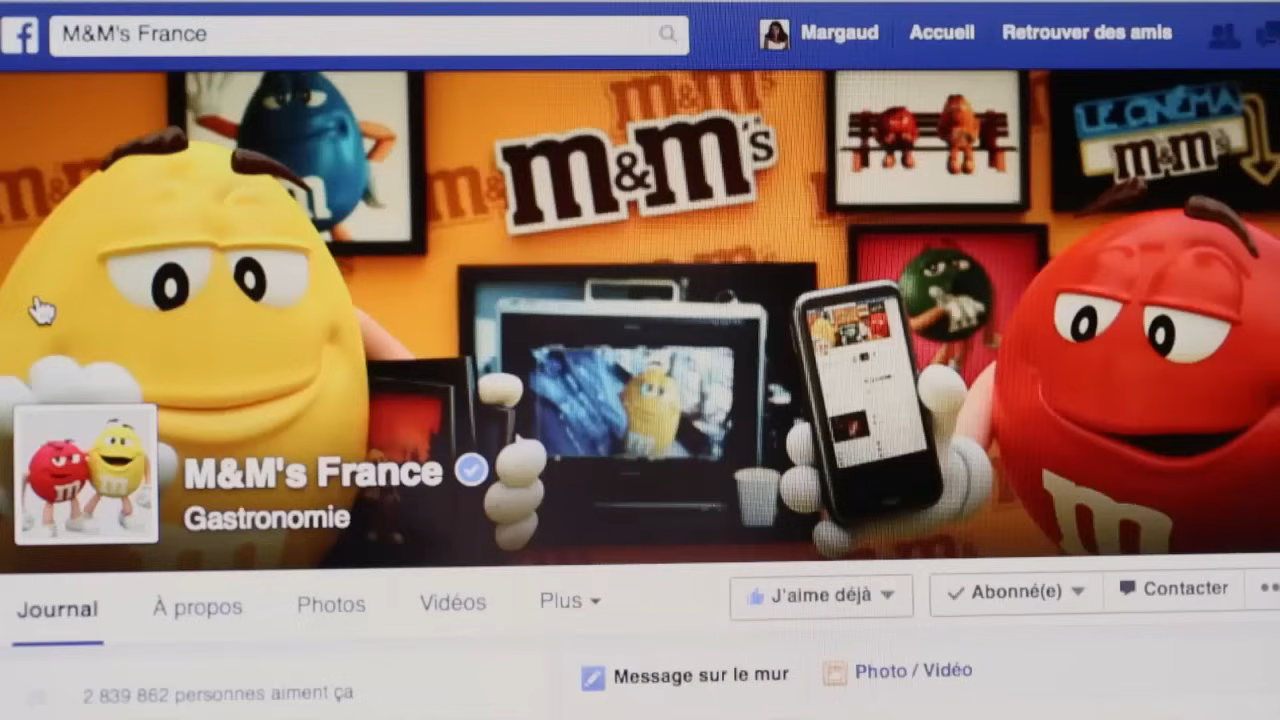 M&M's France
Margaud
Accueil
Retrouver des amis
m&m's
m&m's
m&m's
m&
m&
LE CINÉMA
m&m's
m
m
m
M&M's France
Gastronomie
Journal
À propos
Photos
Vidéos
Plus
J'aime déjà
Abonné(e)
Contacter
2 839 862 personnes aiment ça
Message sur le mur
Photo / Vidéo